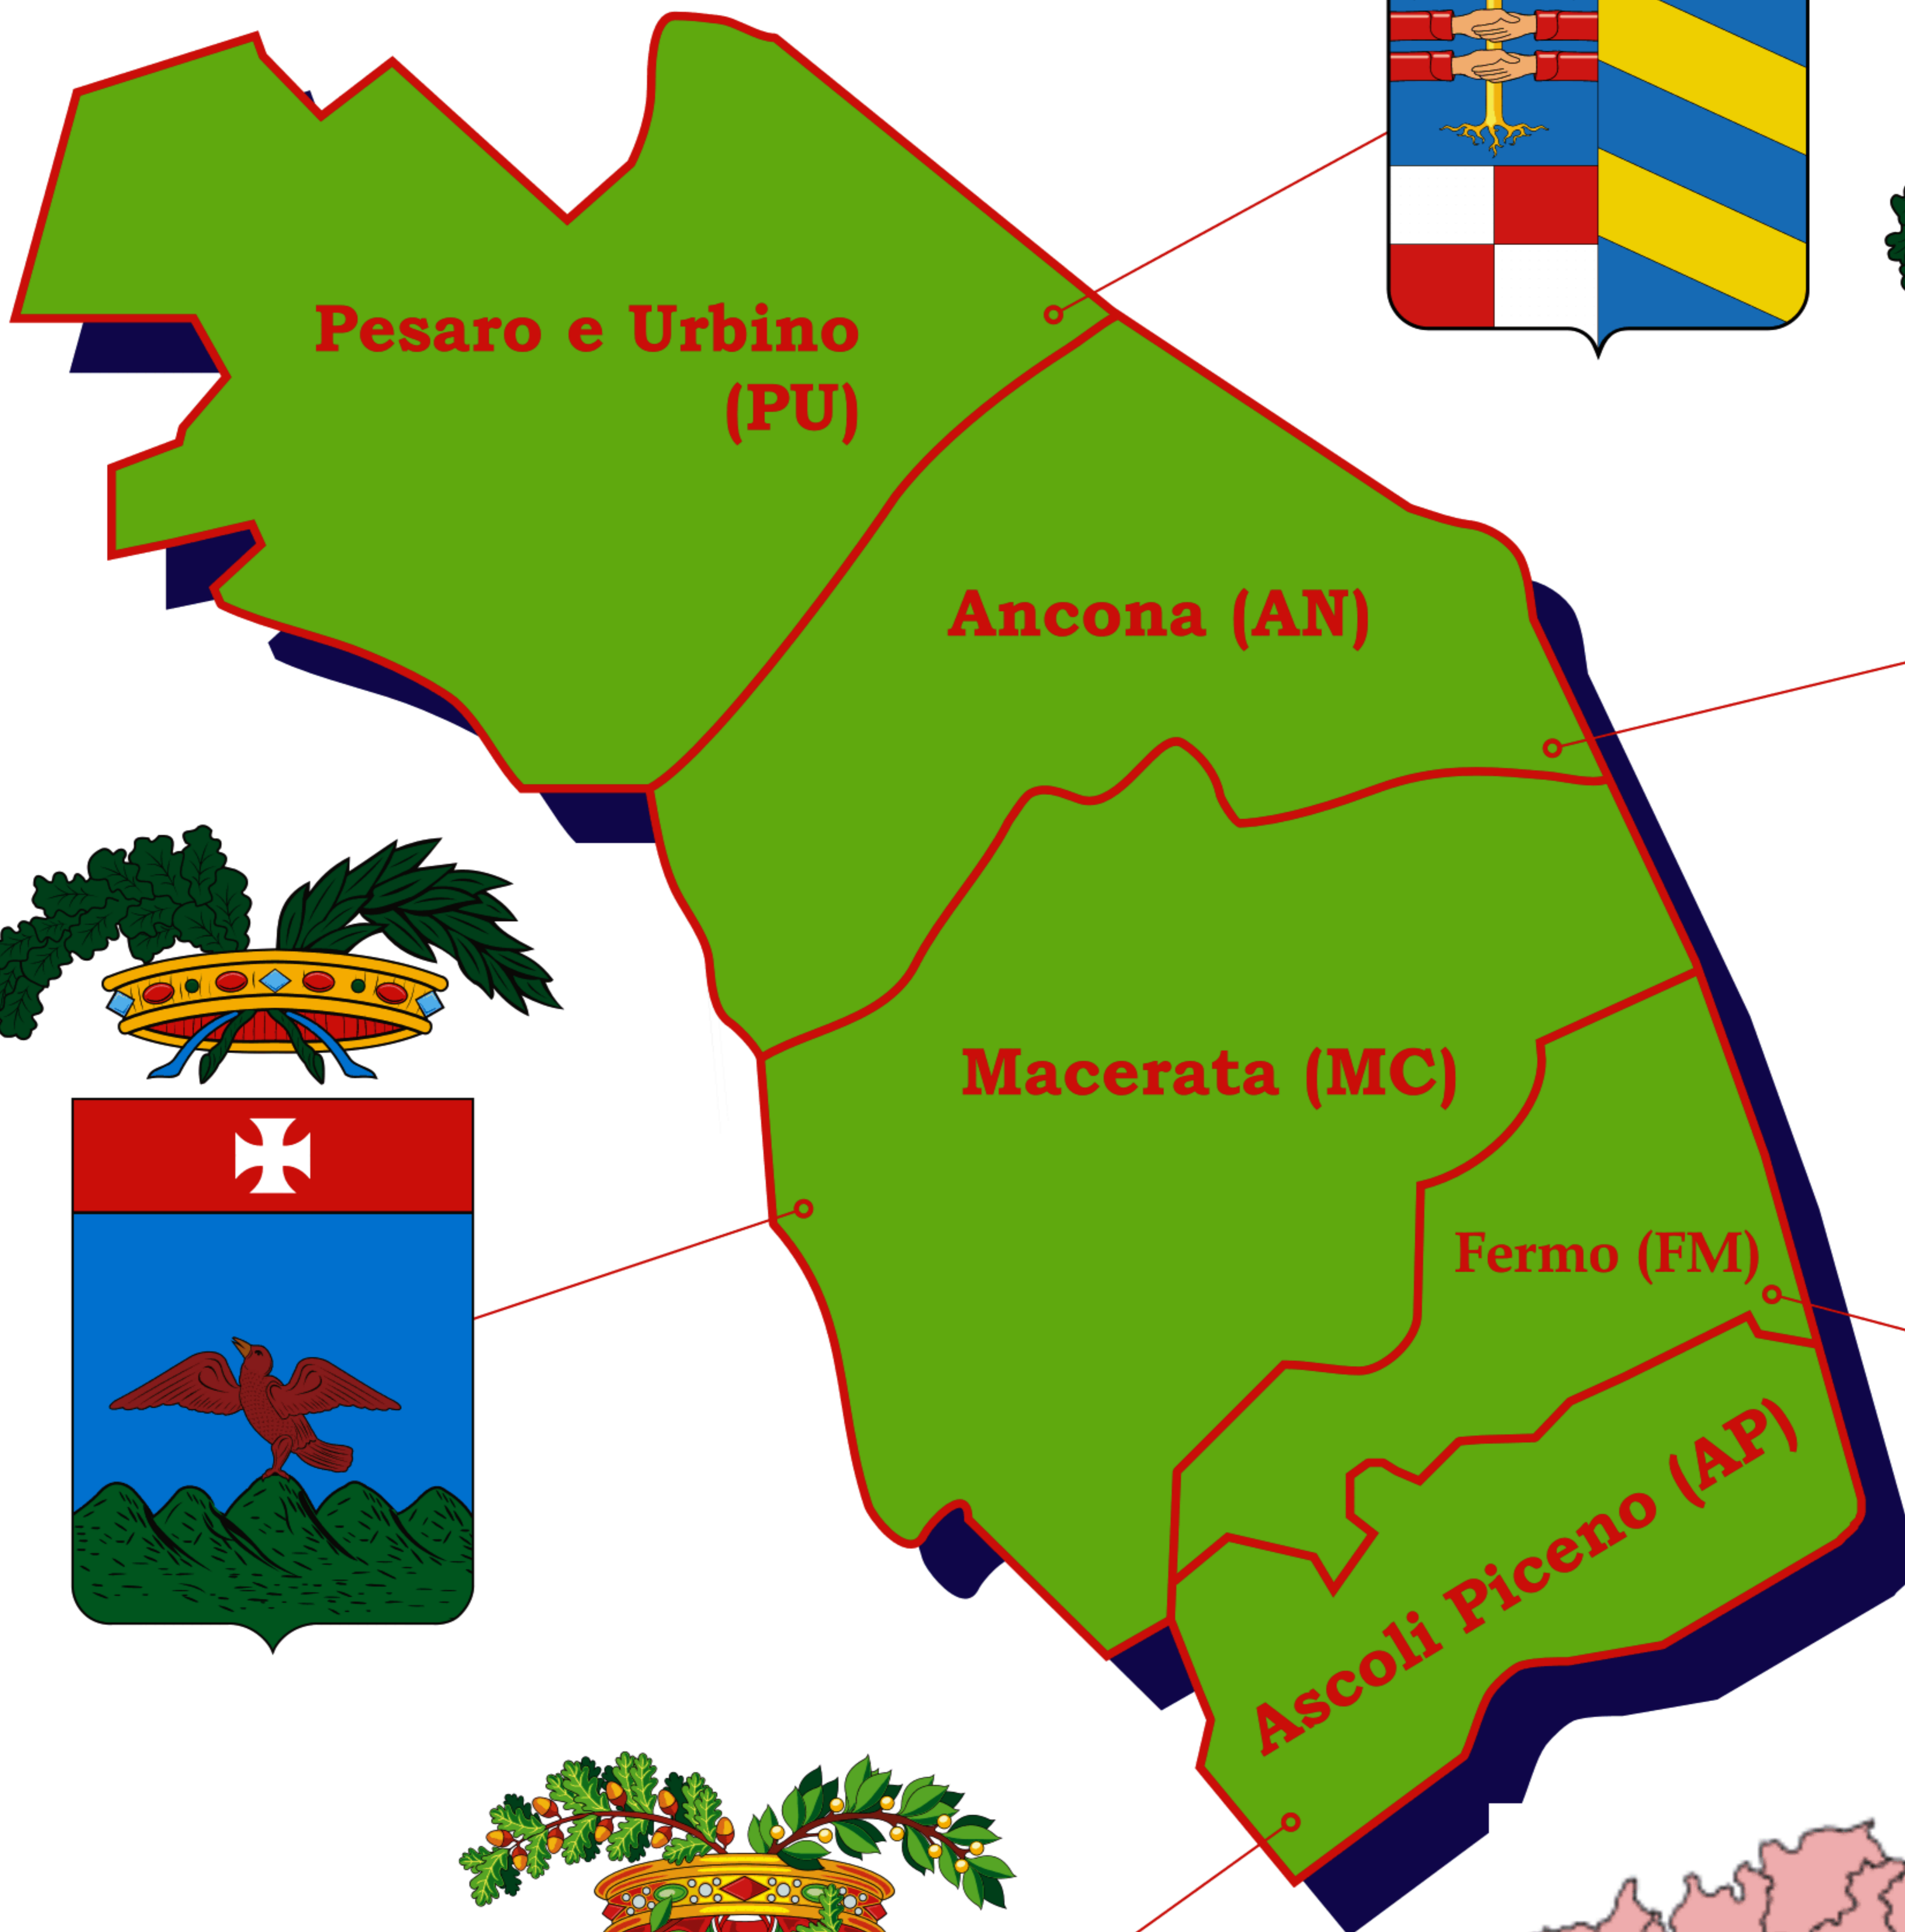 Pesaro e Urbino
(PU)
Ancona (AN)
Macerata (MC)
Fermo (FM)
Ascoli Piceno (AP)